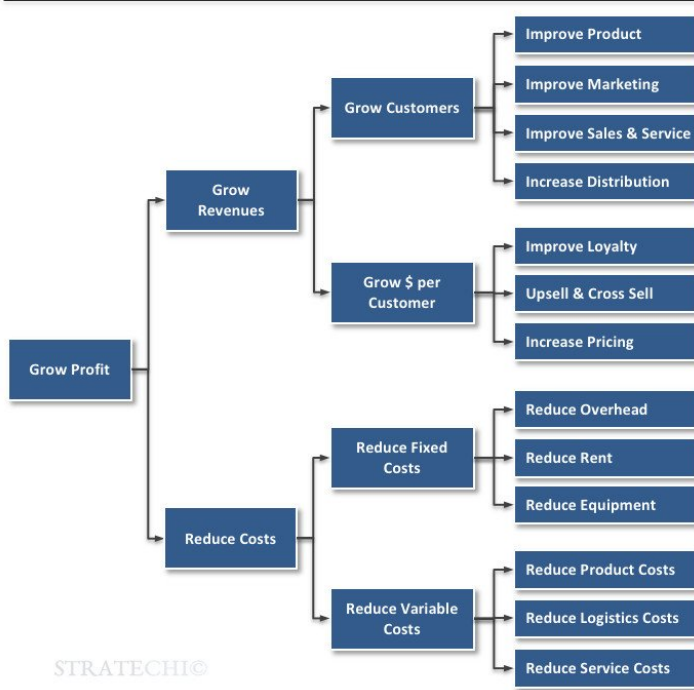 Grow Profit
Grow
Revenues
Grow Customers
Improve Product
Improve Marketing
Improve Sales & Service
Increase Distribution
Grow $ per
Customer
Improve Loyalty
Upsell & Cross Sell
Increase Pricing
Reduce Costs
Reduce Fixed
Costs
Reduce Overhead
Reduce Rent
Reduce Equipment
Reduce Variable
Costs
Reduce Product Costs
Reduce Logistics Costs
Reduce Service Costs
STRATECHI©